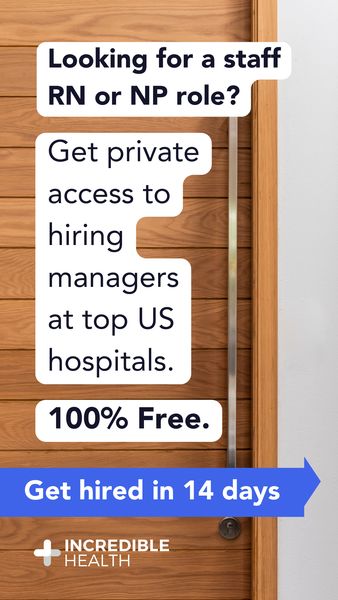 Looking for a staff
RN or NP role?
Get private
access to
hiring
managers
at top US
hospitals.
100% Free.
Get hired in 14 days
INCREDIBLE
HEALTH